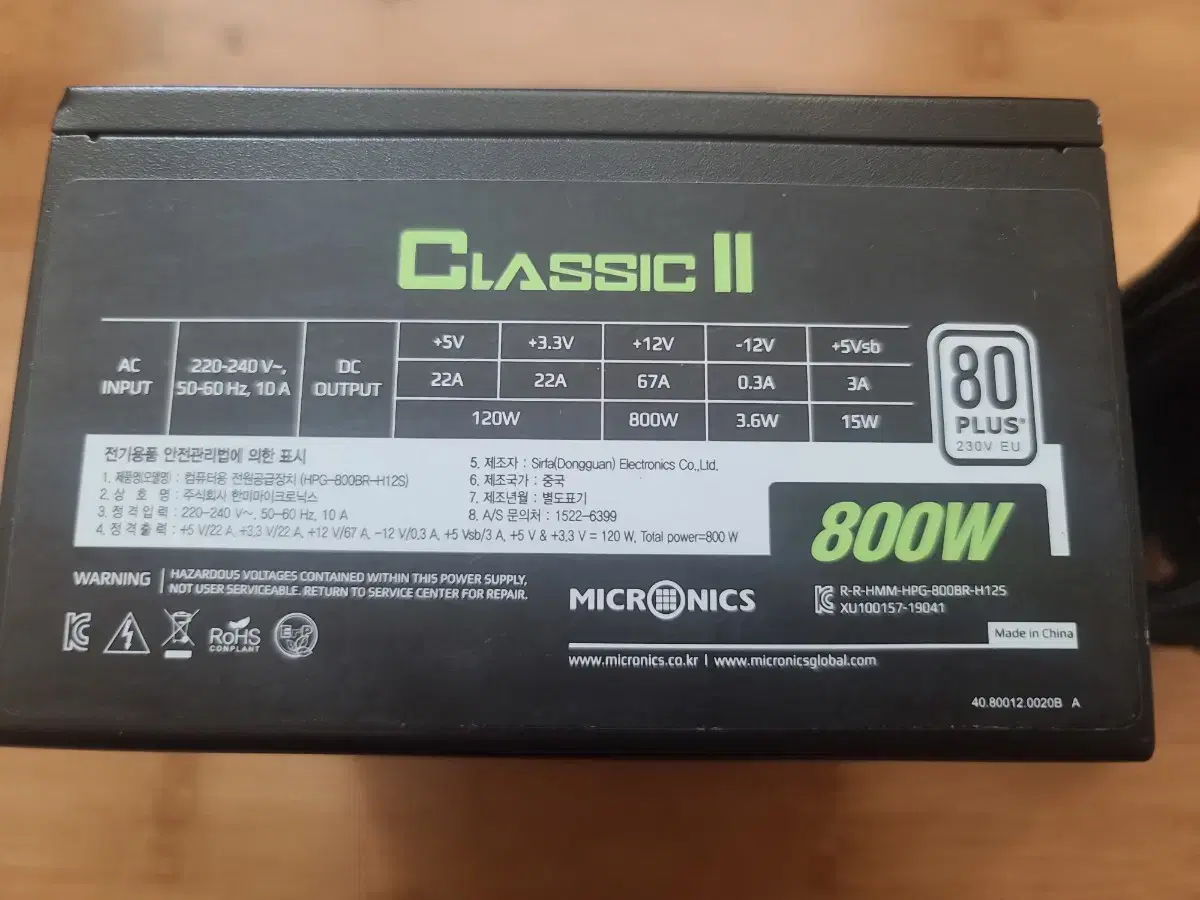 CLASSIC II
AC INPUT
220-240 V~, 50-60 Hz, 10 A
DC OUTPUT
+5V +3.3V +12V -12V +5Vsb
22A 22A 67A 0.3A 3A
120W 800W 3.6W 15W
80 PLUS®
230V EU
전기용품 안전관리법에 의한 표시
1. 제품명(모델명) : 컴퓨터용 전원공급장치 (HPG-800BR-H12S)
2. 상 호 명 : 주식회사 한미마이크로닉스
3. 정격 입력 : 220-240 V~, 50-60 Hz, 10 A
4. 정격 출력 : +5 V/22 A, +3.3 V/22 A, +12 V/67 A, -12 V/0.3 A, +5 Vsb/3 A, +5 V & +3.3 V = 120 W, Total power=800 W
5. 제조자 : Sirfa(Dongguan) Electronics Co., Ltd.
6. 제조국가 : 중국
7. 제조년월 : 별도표기
8. A/S 문의처 : 1522-6399
800W
WARNING
HAZARDOUS VOLTAGES CONTAINED WITHIN THIS POWER SUPPLY,
NOT USER SERVICEABLE. RETURN TO SERVICE CENTER FOR REPAIR.
RoHS
COMPLANT
ErP
MICRONICS
R-R-HMM-HPG-800BR-H12S
XU100157-19041
Made in China
www.micronics.co.kr | www.micronicsglobal.com
40.80012.0020B A